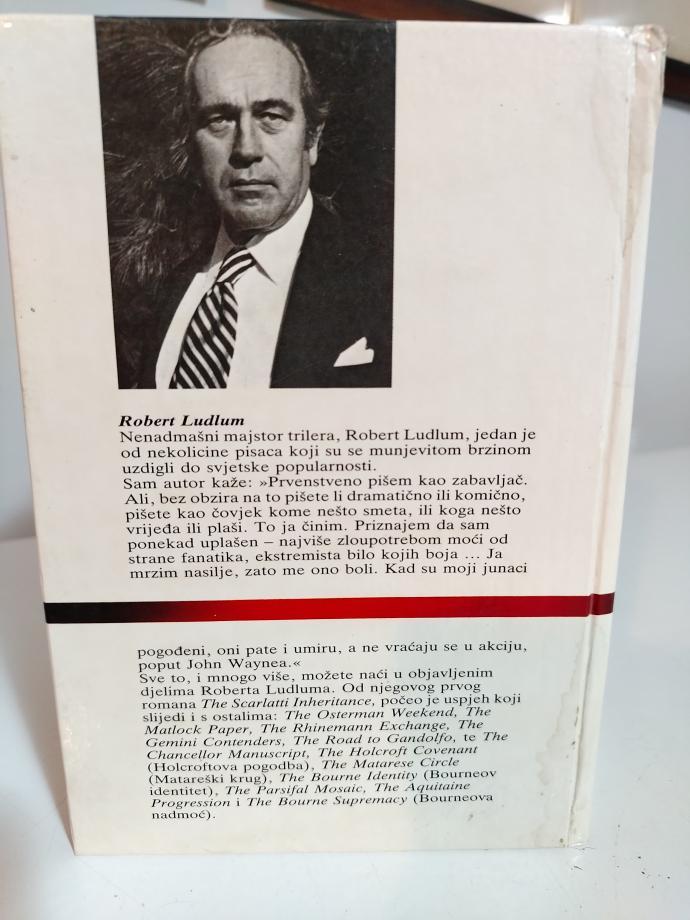 Robert Ludlum
Nenadmašni majstor trilera, Robert Ludlum, jedan je
od nekolicine pisaca koji su se munjevitom brzinom
uzdigli do svjetske popularnosti.
Sam autor kaže: »Prvenstveno pišem kao zabavljač.
Ali, bez obzira na to pišete li dramatično ili komično,
pišete kao čovjek kome nešto smeta, ili koga nešto
vrijeđa ili plaši. To ja činim. Priznajem da sam
ponekad uplašen – najviše zloupotrebom moći od
strane fanatika, ekstremista bilo kojih boja ... Ja
mrzim nasilje, zato me ono boli. Kad su moji junaci
pogođeni, oni pate i umiru, a ne vraćaju se u akciju,
poput John Waynea.«
Sve to, i mnogo više, možete naći u objavljenim
djelima Roberta Ludluma. Od njegovog prvog
romana The Scarlatti Inheritance, počeo je uspjeh koji
slijedi i s ostalima: The Osterman Weekend, The
Matlock Paper, The Rhinemann Exchange, The
Gemini Contenders, The Road to Gandolfo, te The
Chancellor Manuscript, The Holcroft Covenant
(Holcroftova pogodba), The Matarese Circle
(Matareški krug), The Bourne Identity (Bourneov
identitet), The Parsifal Mosaic, The Aquitaine
Progression i The Bourne Supremacy (Bourneova
nadmoć).